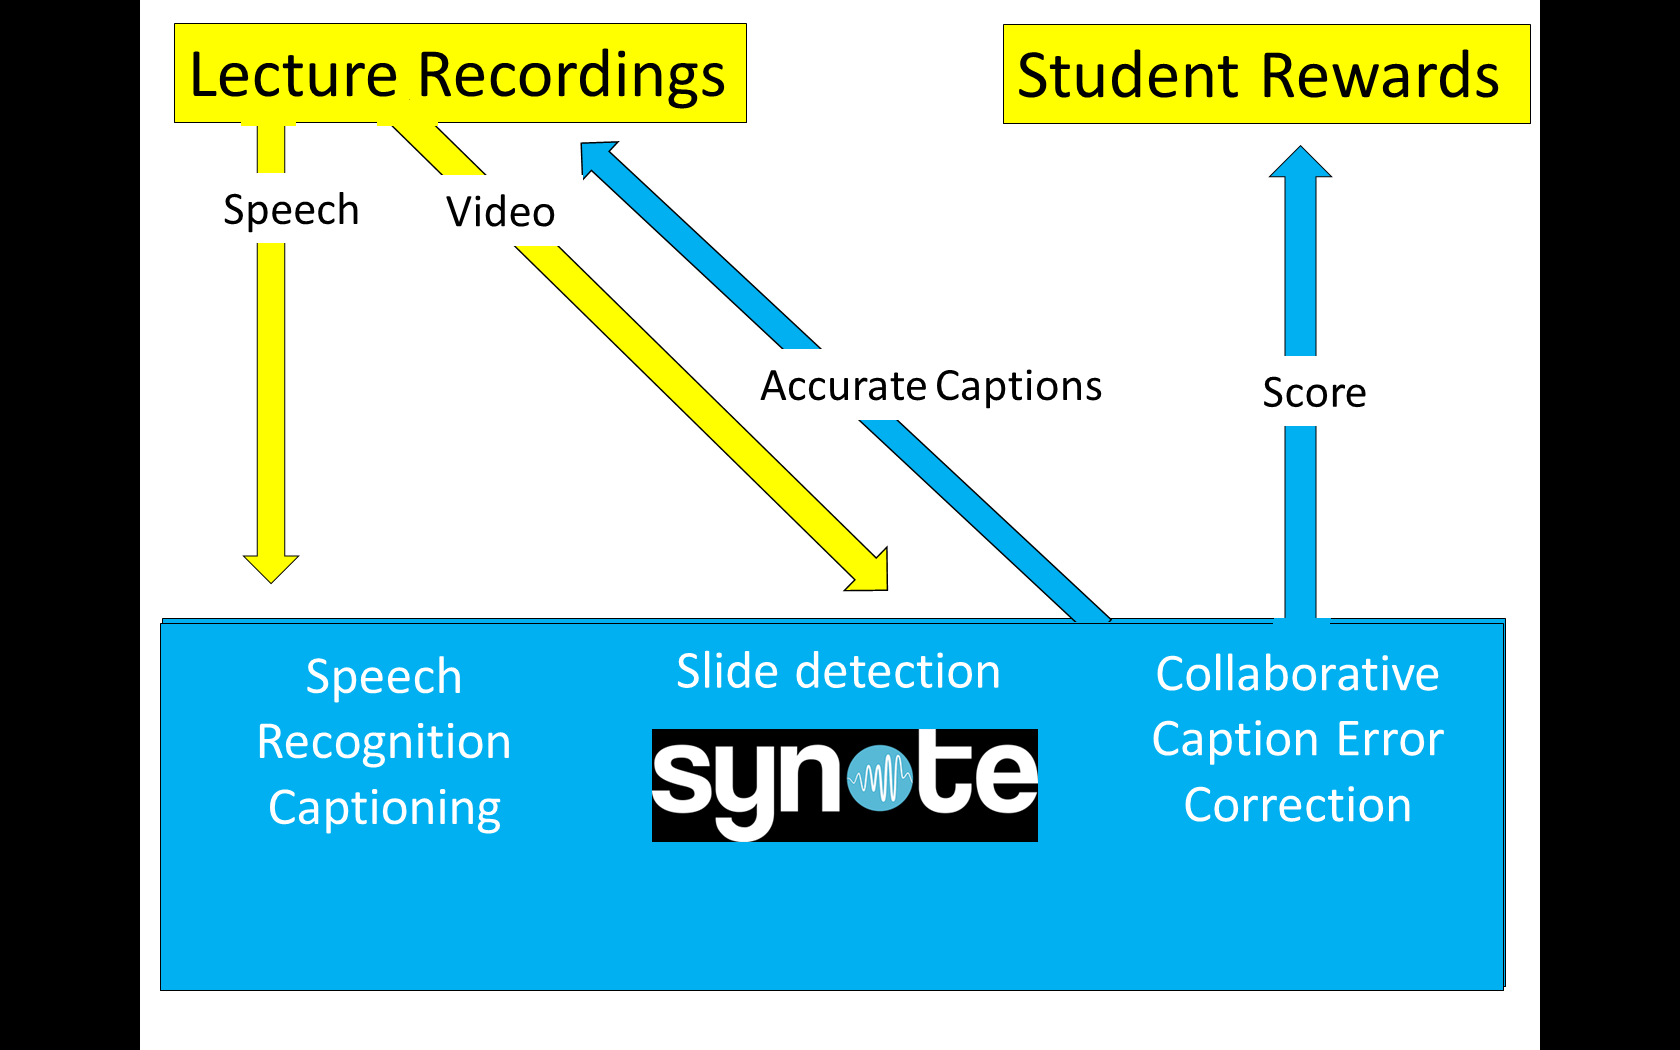 Lecture Recordings
Student Rewards
Speech
Video
Accurate Captions
Score
Speech
Recognition
Captioning
Slide detection
synote
Collaborative
Caption Error
Correction